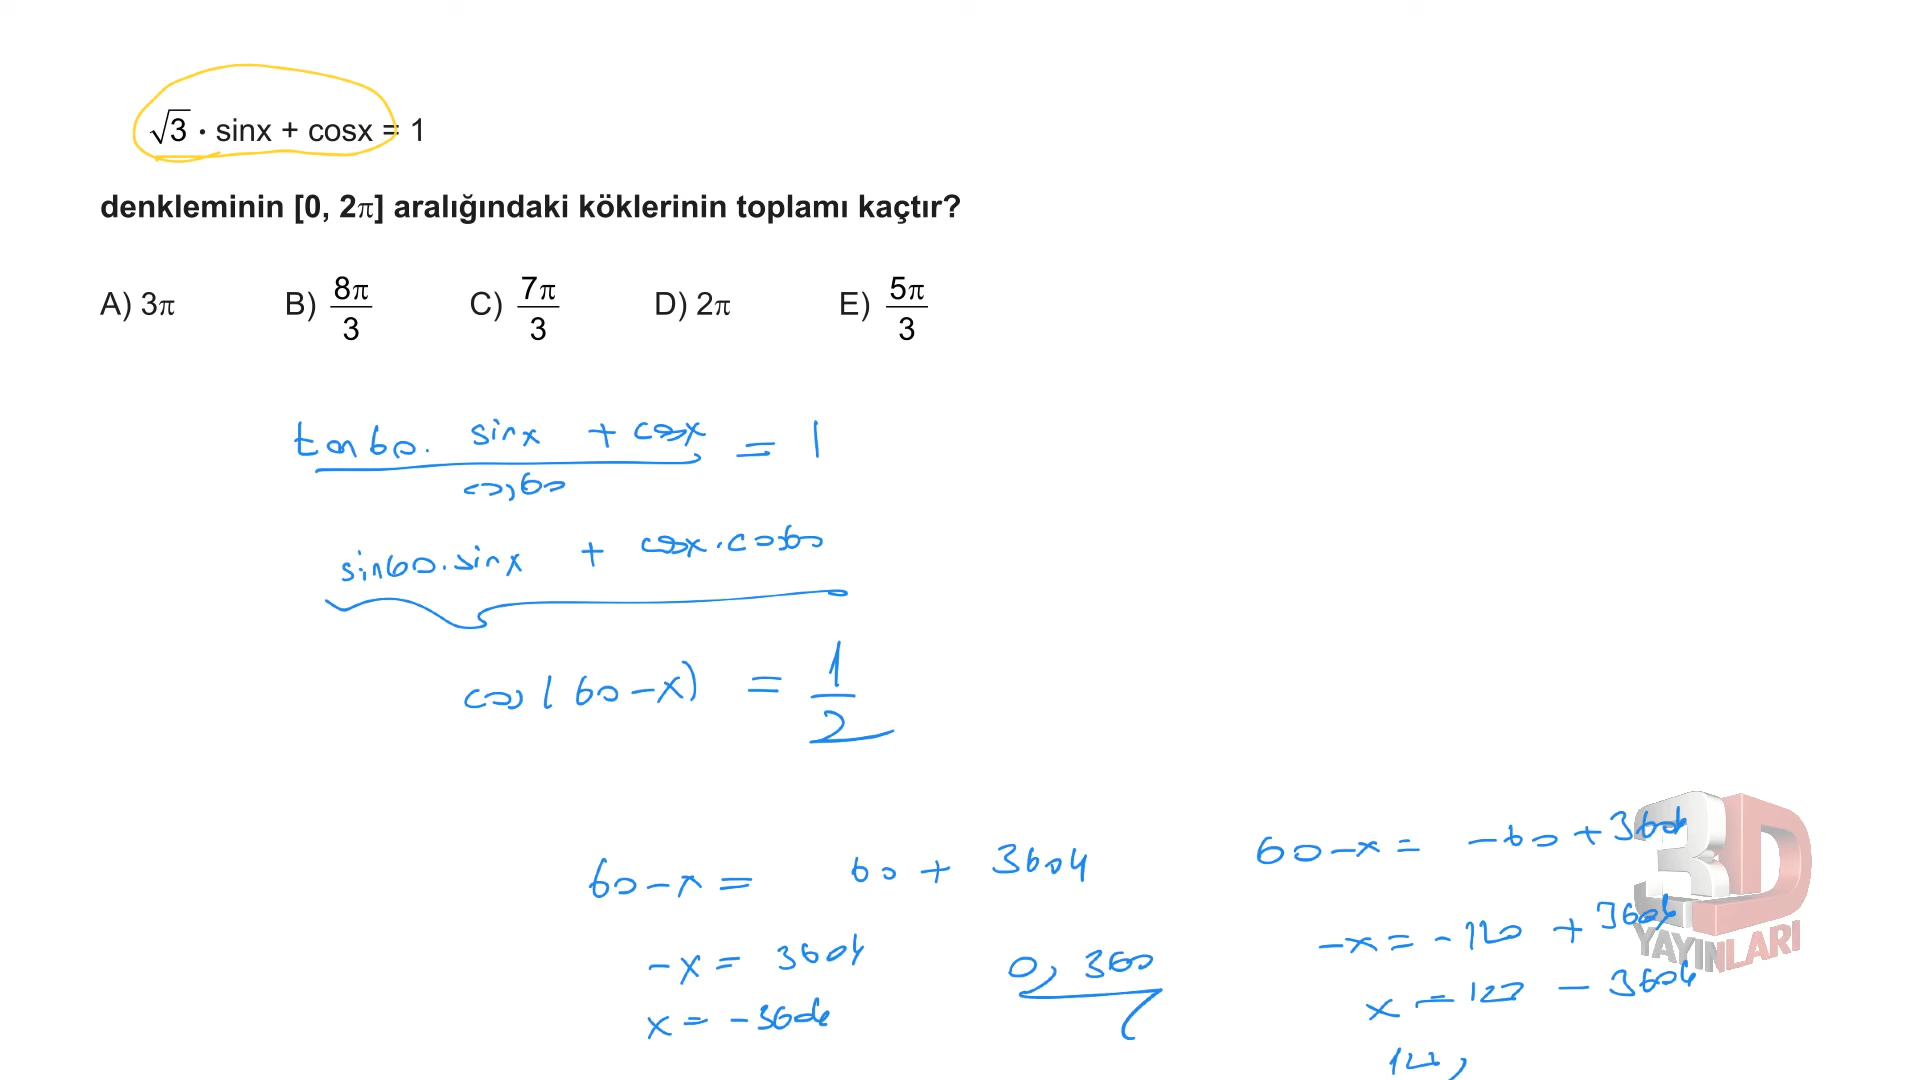 √3 · sinx + cosx = 1
denkleminin [0, 2π] aralığındaki köklerinin toplamı kaçtır?
A) 3π B) 8π/3 C) 7π/3 D) 2π E) 5π/3
tan60. sinx + cosx = 1
cos60
sin60.sinx + cosx.cos60
cos(60-x) = 1/2
60-x = 60 + 360k
-x = 360k
x = -360k
0, 360
60-x = -60 + 360k
-x = -120 + 360k
x = 120 - 360k
120,
3D
YAYINLARI